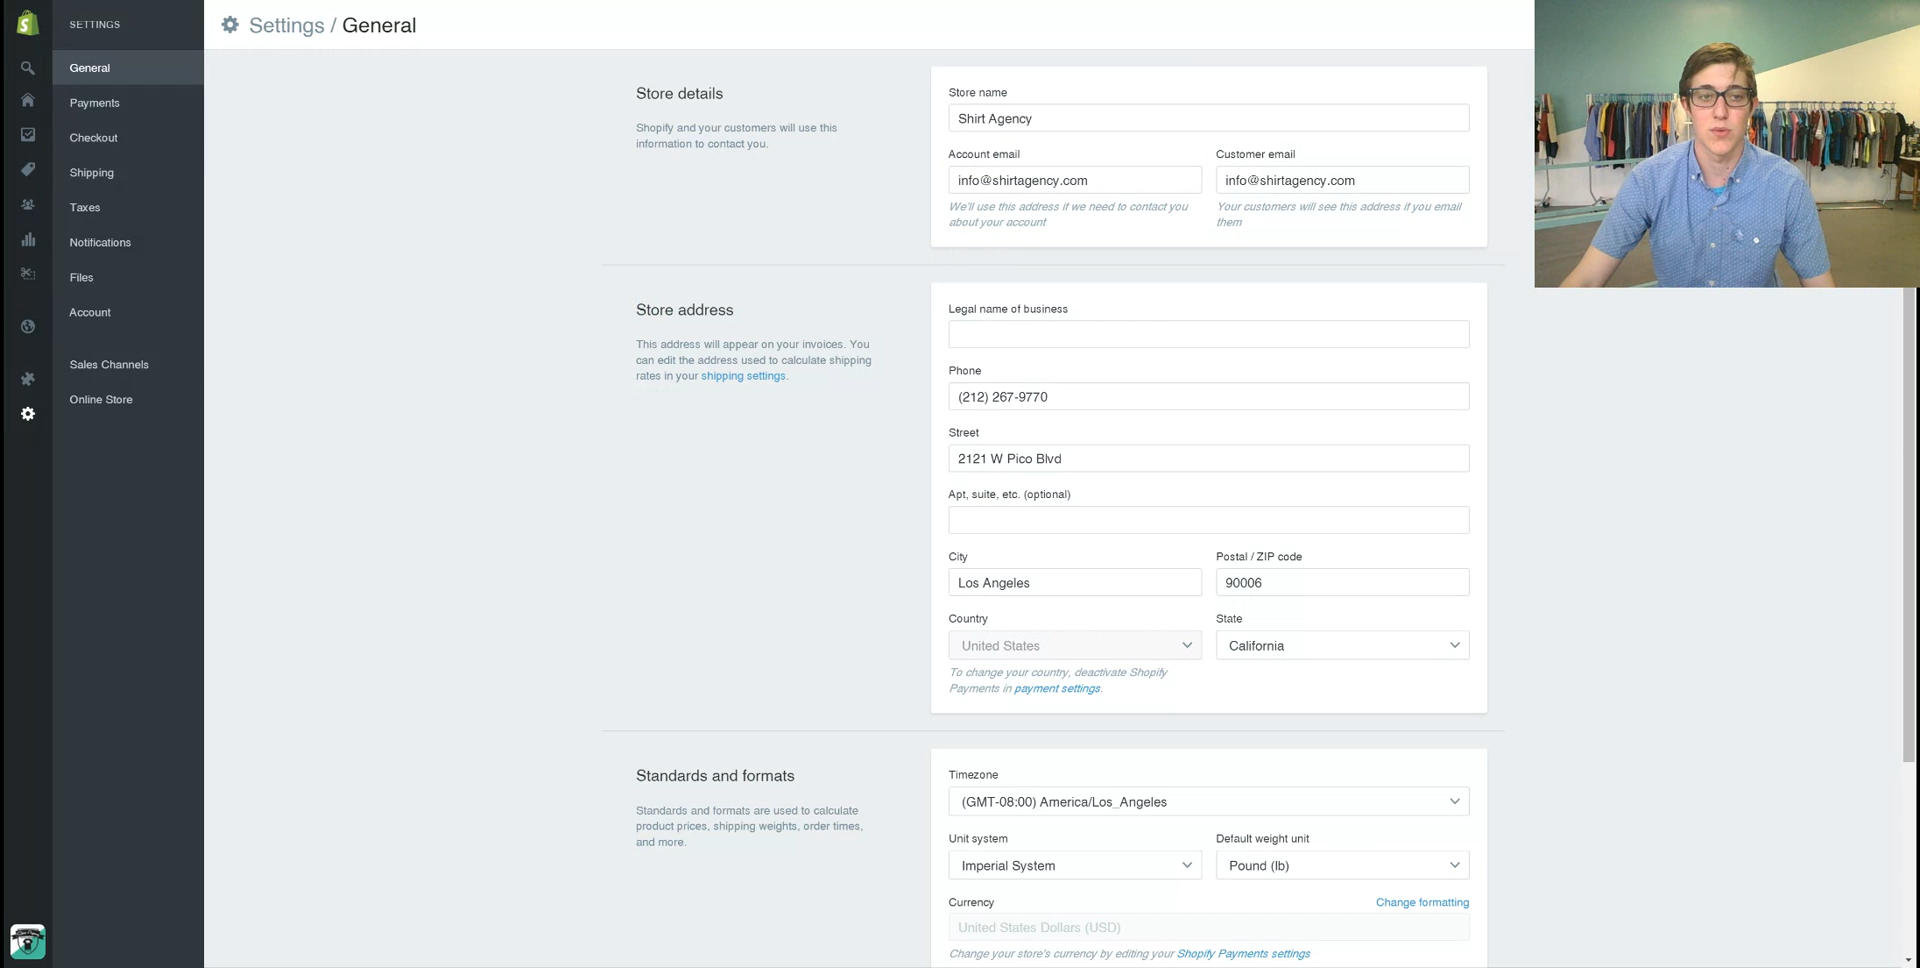 SETTINGS
General
Payments
Checkout
Shipping
Taxes
Notifications
Files
Account
Sales Channels
Online Store
Settings / General
Store details
Shopify and your customers will use this
information to contact you.
Store name
Shirt Agency
Account email
Customer email
info@shirtagency.com
info@shirtagency.com
We'll use this address if we need to contact you
about your account
Your customers will see this address if you email
them
Store address
This address will appear on your invoices. You
can edit the address used to calculate shipping
rates in your shipping settings.
Legal name of business
Phone
(212) 267-9770
Street
2121 W Pico Blvd
Apt, suite, etc. (optional)
City
Postal / ZIP code
Los Angeles
90006
Country
State
United States
California
To change your country, deactivate Shopify
Payments in payment settings.
Standards and formats
Standards and formats are used to calculate
product prices, shipping weights, order times,
and more.
Timezone
(GMT-08:00) America/Los_Angeles
Unit system
Default weight unit
Imperial System
Pound (lb)
Currency
Change formatting
United States Dollars (USD)
Change your store's currency by editing your Shopify Payments settings